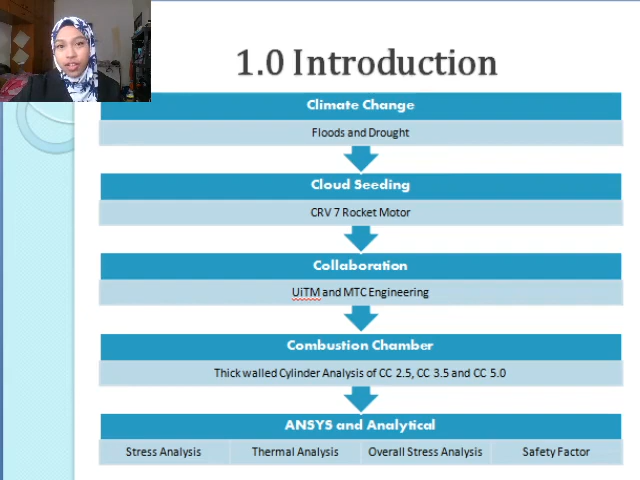 1.0 Introduction
Climate Change
Floods and Drought
Cloud Seeding
CRV 7 Rocket Motor
Collaboration
UiTM and MTC Engineering
Combustion Chamber
Thick walled Cylinder Analysis of CC 2.5, CC 3.5 and CC 5.0
ANSYS and Analytical
Stress Analysis Thermal Analysis Overall Stress Analysis Safety Factor